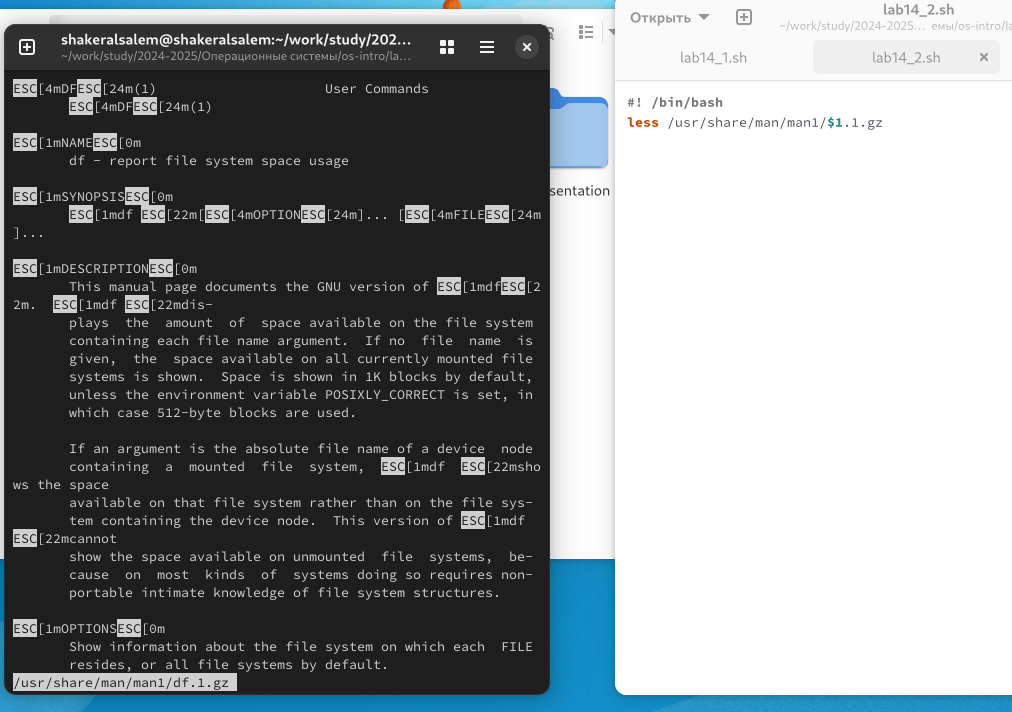 shakeralsalem@shakeralsalem:~/work/study/202...
~/work/study/2024-2025/Операционные системы/os-intro/la...
ESC[4mDFESC[24m(1) User Commands
ESC[4mDFESC[24m(1)
ESC[1mNAMEESC[0m
df - report file system space usage
ESC[1mSYNOPSISESC[0m
ESC[1mdf ESC[22m[ESC[4mOPTIONESC[24m]... [ESC[4mFILEESC[24m
]...
ESC[1mDESCRIPTIONESC[0m
This manual page documents the GNU version of ESC[1mdfESC[2
2m. ESC[1mdf ESC[22mdis-
plays the amount of space available on the file system
containing each file name argument. If no file name is
given, the space available on all currently mounted file
systems is shown. Space is shown in 1K blocks by default,
unless the environment variable POSIXLY_CORRECT is set, in
which case 512-byte blocks are used.
If an argument is the absolute file name of a device node
containing a mounted file system, ESC[1mdf ESC[22msho
ws the space
available on that file system rather than on the file sys-
tem containing the device node. This version of ESC[1mdf
ESC[22mcannot
show the space available on unmounted file systems, be-
cause on most kinds of systems doing so requires non-
portable intimate knowledge of file system structures.
ESC[1mOPTIONSESC[0m
Show information about the file system on which each FILE
resides, or all file systems by default.
/usr/share/man/man1/df.1.gz
sentation
Открыть
lab14_2.sh
~/work/study/2024-2025... емы/os-intro/la
lab14_1.sh
lab14_2.sh
#! /bin/bash
less /usr/share/man/man1/$1.1.gz